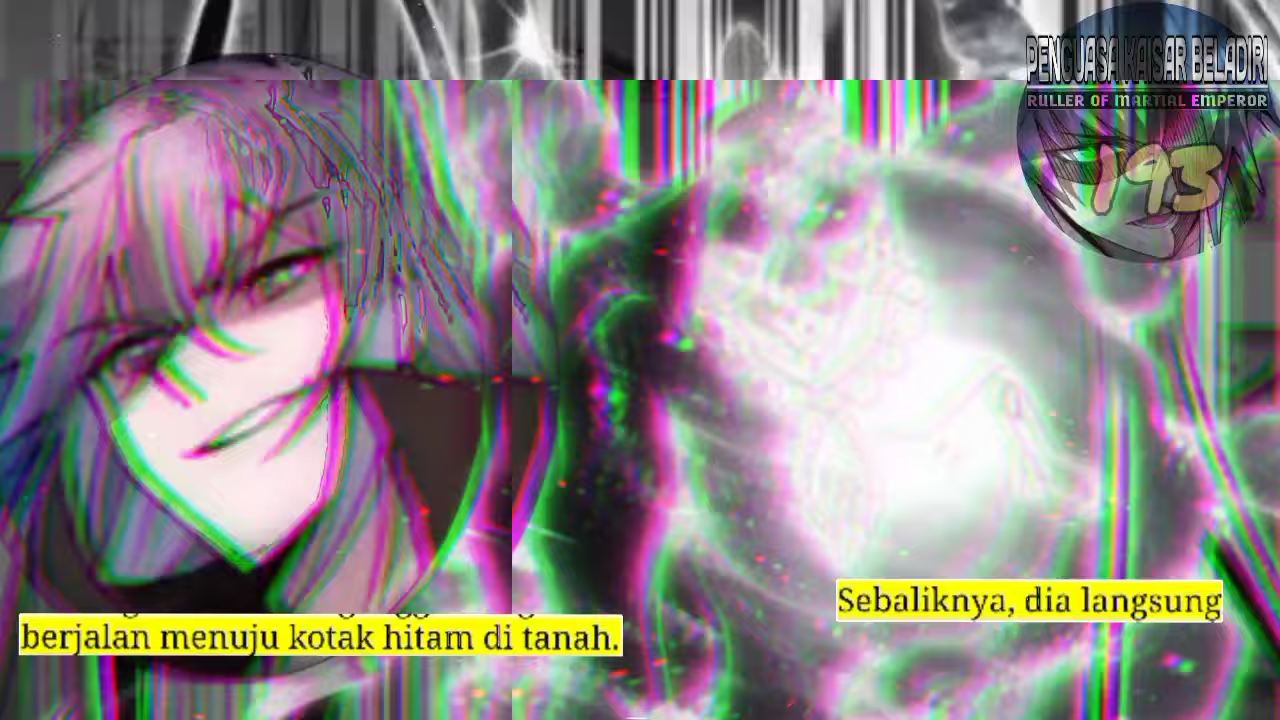 PENGUASA KAISAR BELADIRI
RULLER OF MARTIAL EMPEROR
193
Sebaliknya, dia langsung
berjalan menuju kotak hitam di tanah.